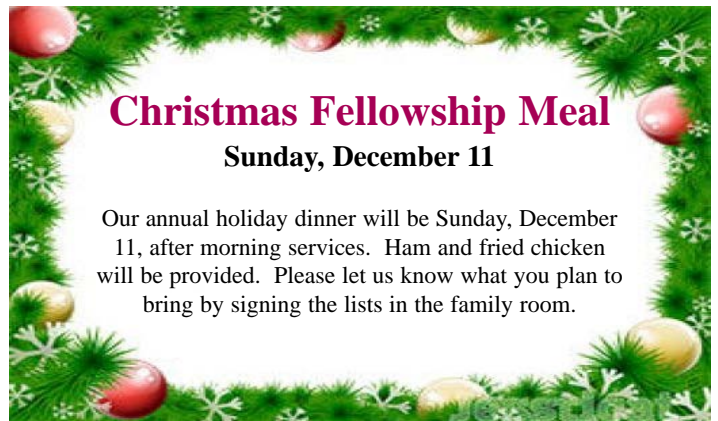 Christmas Fellowship Meal
Sunday, December 11
Our annual holiday dinner will be Sunday, December
11, after morning services.  Ham and fried chicken
will be provided.  Please let us know what you plan to
bring by signing the lists in the family room.